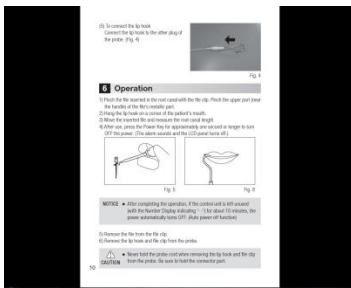 (5) To connect the lip hook
Connect the lip hook to the other plug of
the probe. (Fig. 4)
Fig. 4
6 Operation
1) Pinch the file inserted in the root canal with the file clip. Pinch the upper part (near
the handle) of the file's metallic part.
2) Hang the lip hook on a corner of the patient's mouth.
3) Move the inserted file and measure the root canal length.
4) After use, press the Power Key for approximately one second or longer to turn
OFF the power. (The alarm sounds and the LCD panel turns off.)
Fig. 5
Fig. 6
NOTICE ● After completing the operation, if the control unit is left unused
(with the Number Display indicating "- -") for about 10 minutes, the
power automatically turns OFF. (Auto power-off function)
5) Remove the file from the file clip.
6) Remove the lip hook and file clip from the probe.
CAUTION ● Never hold the probe cord when removing the lip hook and file clip
from the probe. Be sure to hold the connector part.
10